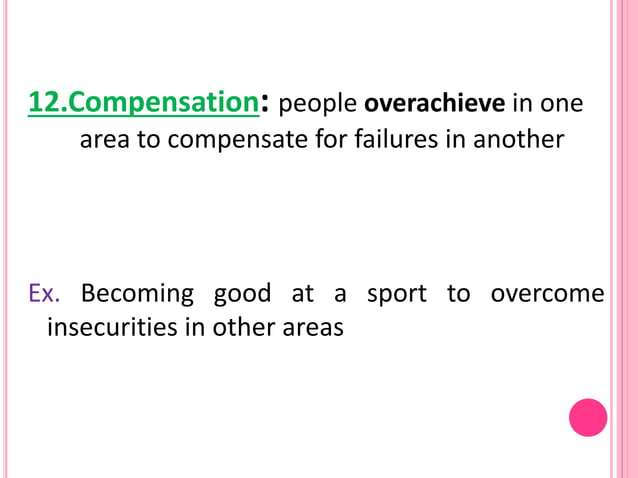 12.Compensation: people overachieve in one
area to compensate for failures in another
Ex. Becoming good at a sport to overcome
insecurities in other areas